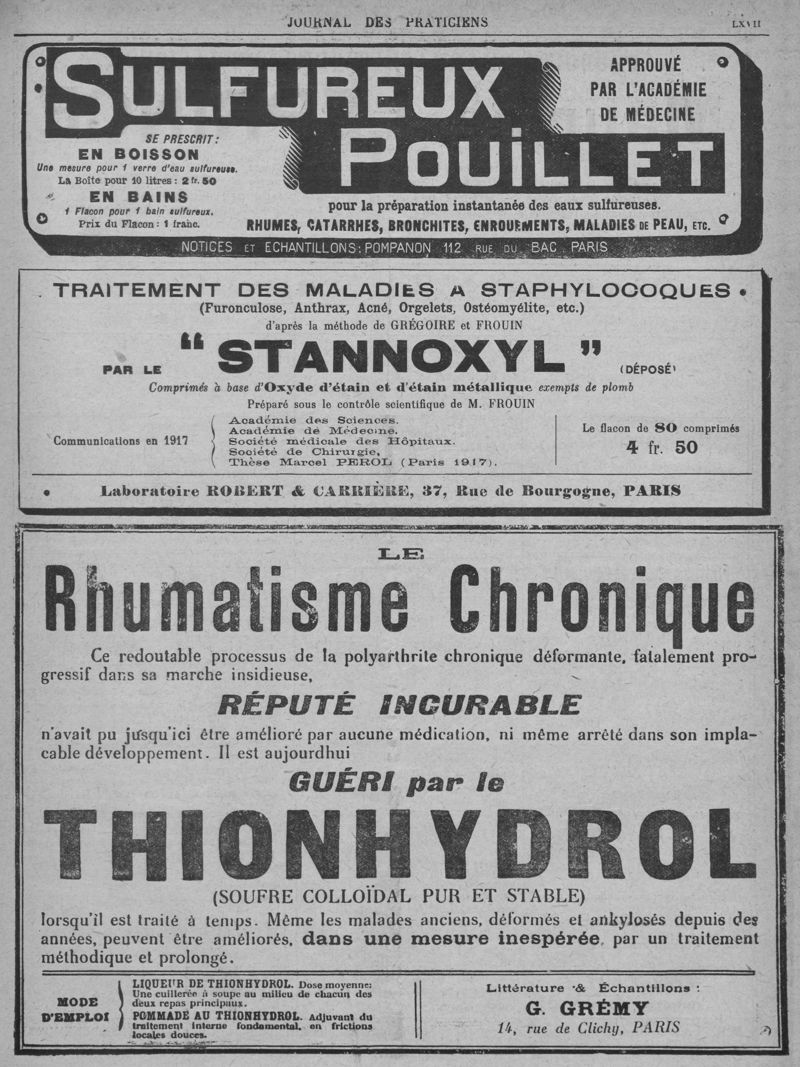 JOURNAL DES PRATICIENS
LXVII
SULFUREUX
POUILLET
APPROUVÉ
PAR L'ACADÉMIE
DE MÉDECINE
SE PRESCRIT :
EN BOISSON
Une mesure pour 1 verre d'eau sulfureuse.
La Boîte pour 10 litres : 2 fr. 50
EN BAINS
1 Flacon pour 1 bain sulfureux.
Prix du Flacon : 1 franc.
pour la préparation instantanée des eaux sulfureuses.
RHUMES, CATARRHES, BRONCHITES, ENROUEMENTS, MALADIES DE PEAU, ETC.
NOTICES ET ECHANTILLONS: POMPANON 112 RUE DU BAC PARIS
TRAITEMENT DES MALADIES A STAPHYLOCOQUES
(Furonculose, Anthrax, Acné, Orgelets, Ostéomyélite, etc.)
d'après la méthode de GRÉGOIRE et FROUIN
PAR LE "STANNOXYL" (DÉPOSÉ)
Comprimés à base d'Oxyde d'étain et d'étain métallique exempts de plomb
Préparé sous le contrôle scientifique de M. FROUIN
Communications en 1917
Académie des Sciences.
Académie de Médecine.
Société médicale des Hôpitaux.
Société de Chirurgie,
Thèse Marcel PEROL (Paris 1917).
Le flacon de 80 comprimés
4 fr. 50
Laboratoire ROBERT & CARRIÈRE, 37, Rue de Bourgogne, PARIS
LE
Rhumatisme Chronique
Ce redoutable processus de la polyarthrite chronique déformante, fatalement pro-
gressif dans sa marche insidieuse,
RÉPUTÉ INCURABLE
n'avait pu jusqu'ici être amélioré par aucune médication, ni même arrêté dans son impla-
cable développement. Il est aujourd'hui
GUÉRI par le
THIONHYDROL
(SOUFRE COLLOÏDAL PUR ET STABLE)
lorsqu'il est traité à temps. Même les malades anciens, déformés et ankylosés depuis des
années, peuvent être améliorés, dans une mesure inespérée, par un traitement
méthodique et prolongé.
MODE
D'EMPLOI
LIQUEUR DE THIONHYDROL. Dose moyenne:
Une cuillerée à soupe au milieu de chacun des
deux repas principaux.
POMMADE AU THIONHYDROL. Adjuvant du
traitement interne fondamental, en frictions
locales douces.
Littérature & Échantillons :
G. GRÉMY
14, rue de Clichy, PARIS